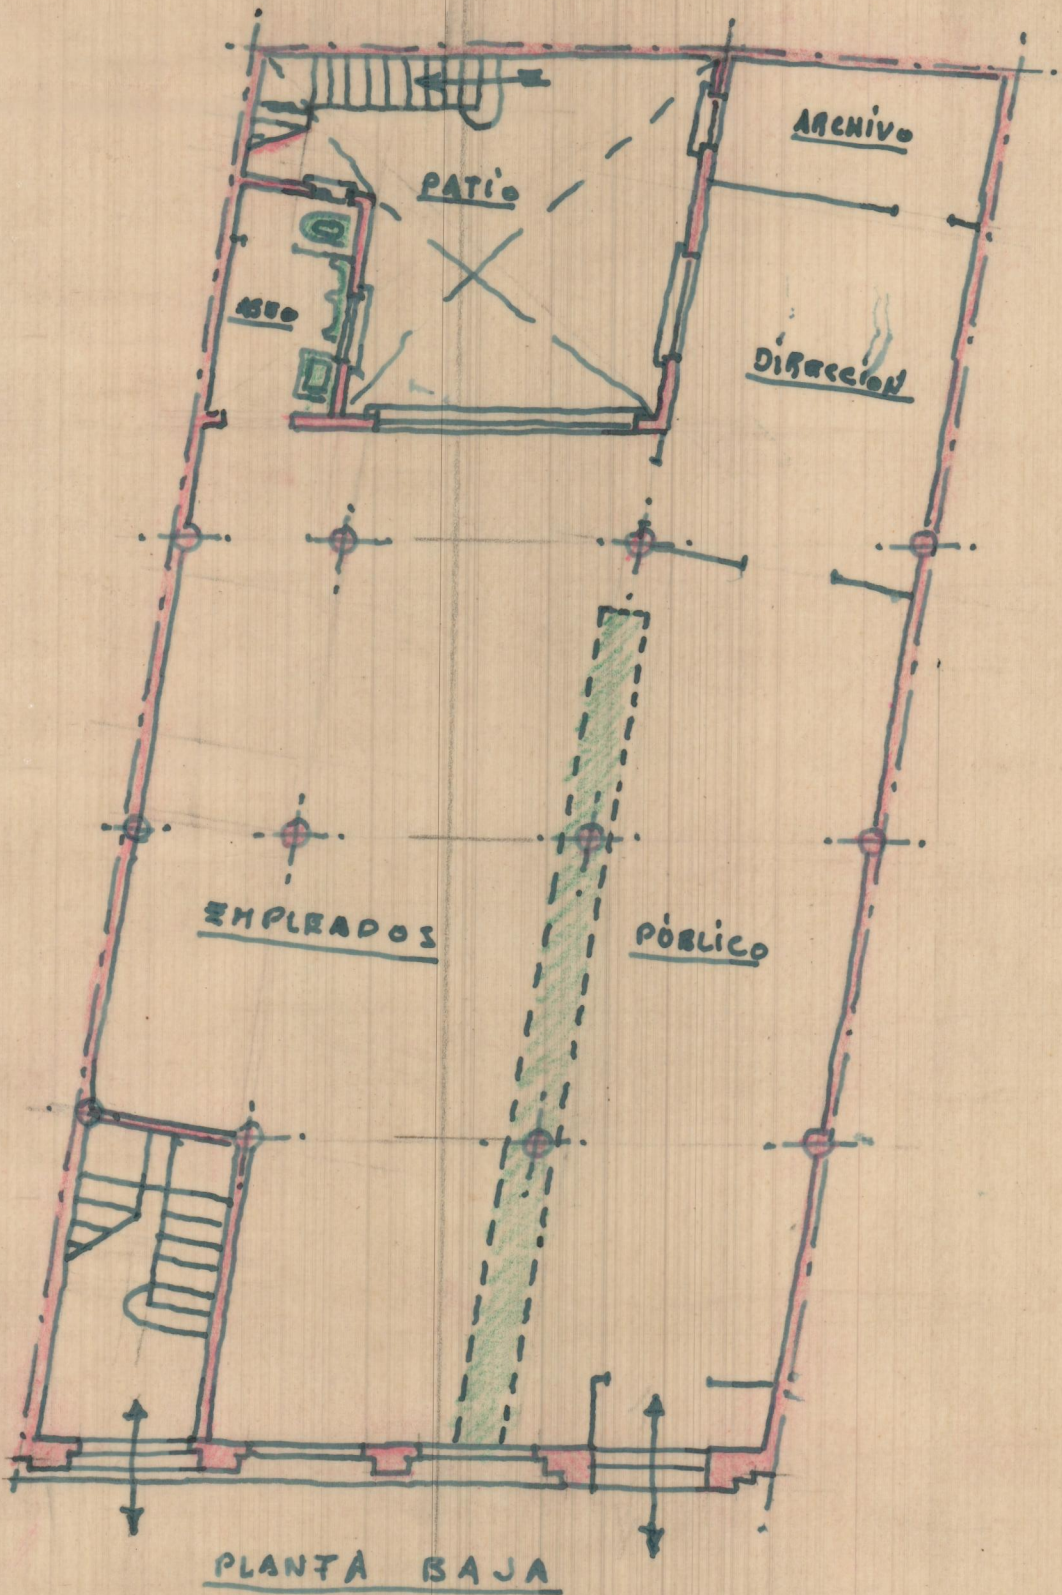 ARCHIVO
PATIO
ASEO
DIRECCION
EMPLEADOS
PÚBLICO
PLANTA BAJA